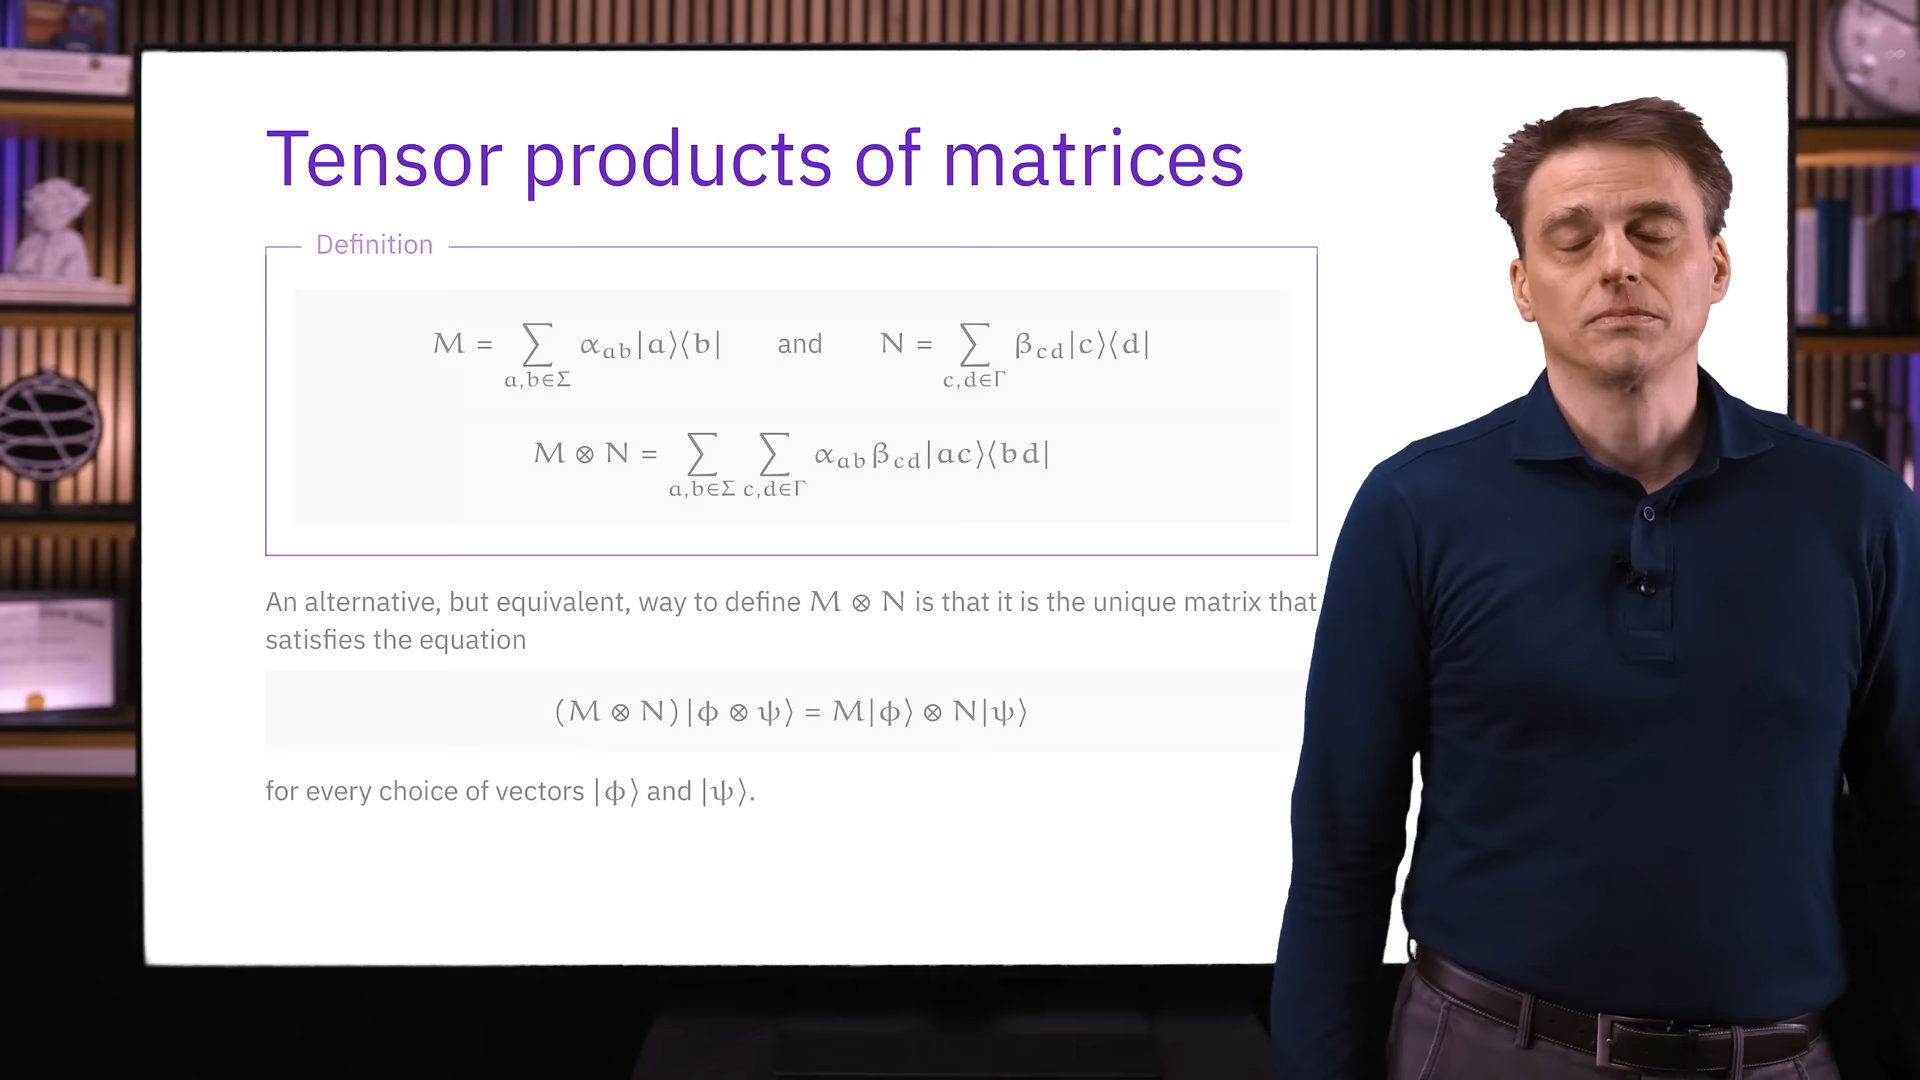 Tensor products of matrices
Definition
M = ∑ α_{ab}|a⟩⟨b| and N = ∑ β_{cd}|c⟩⟨d|
a,b∈Σ c,d∈Γ
M ⊗ N = ∑ ∑ α_{ab}β_{cd}|ac⟩⟨bd|
a,b∈Σ c,d∈Γ
An alternative, but equivalent, way to define M ⊗ N is that it is the unique matrix that
satisfies the equation
(M ⊗ N)|ϕ ⊗ ψ⟩ = M|ϕ⟩ ⊗ N|ψ⟩
for every choice of vectors |ϕ⟩ and |ψ⟩.